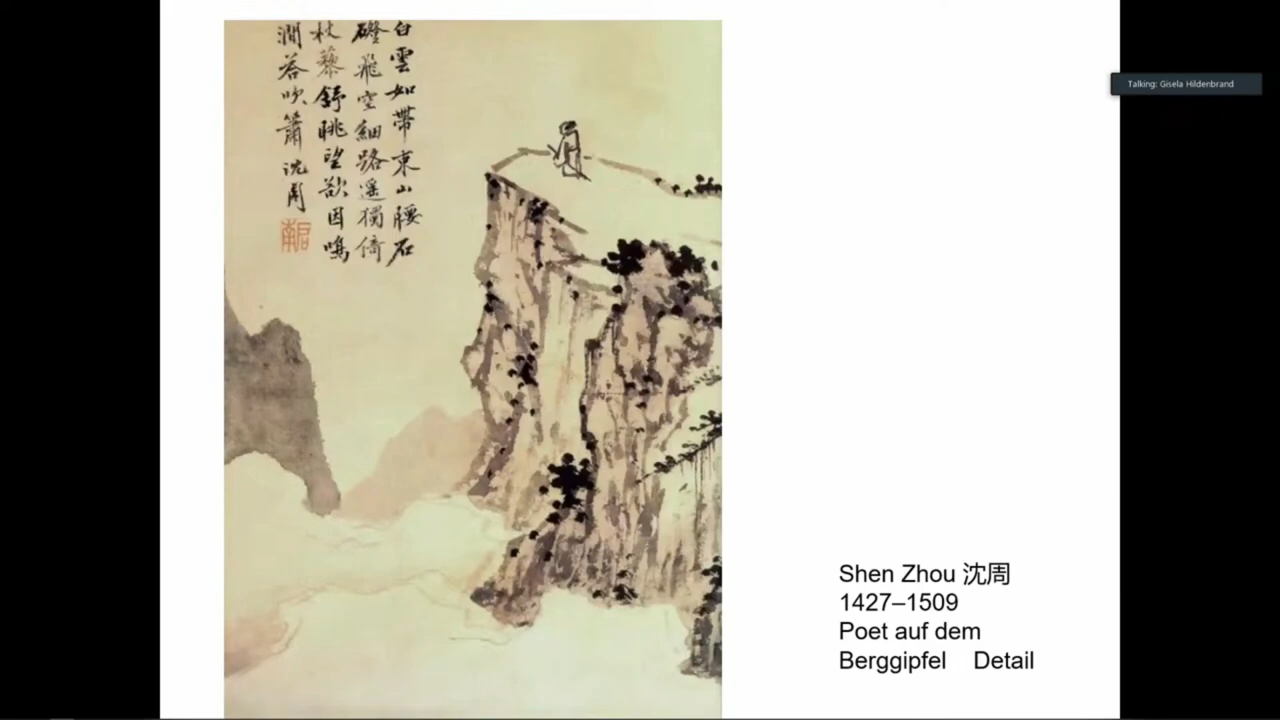 白雲如帶束山腰石
磴飛空細路遙獨倚
杖藜舒眺望欲因鳴
澗荅吹簫 沈周
Talking: Gisela Hildenbrand
Shen Zhou 沈周
1427–1509
Poet auf dem
Berggipfel Detail